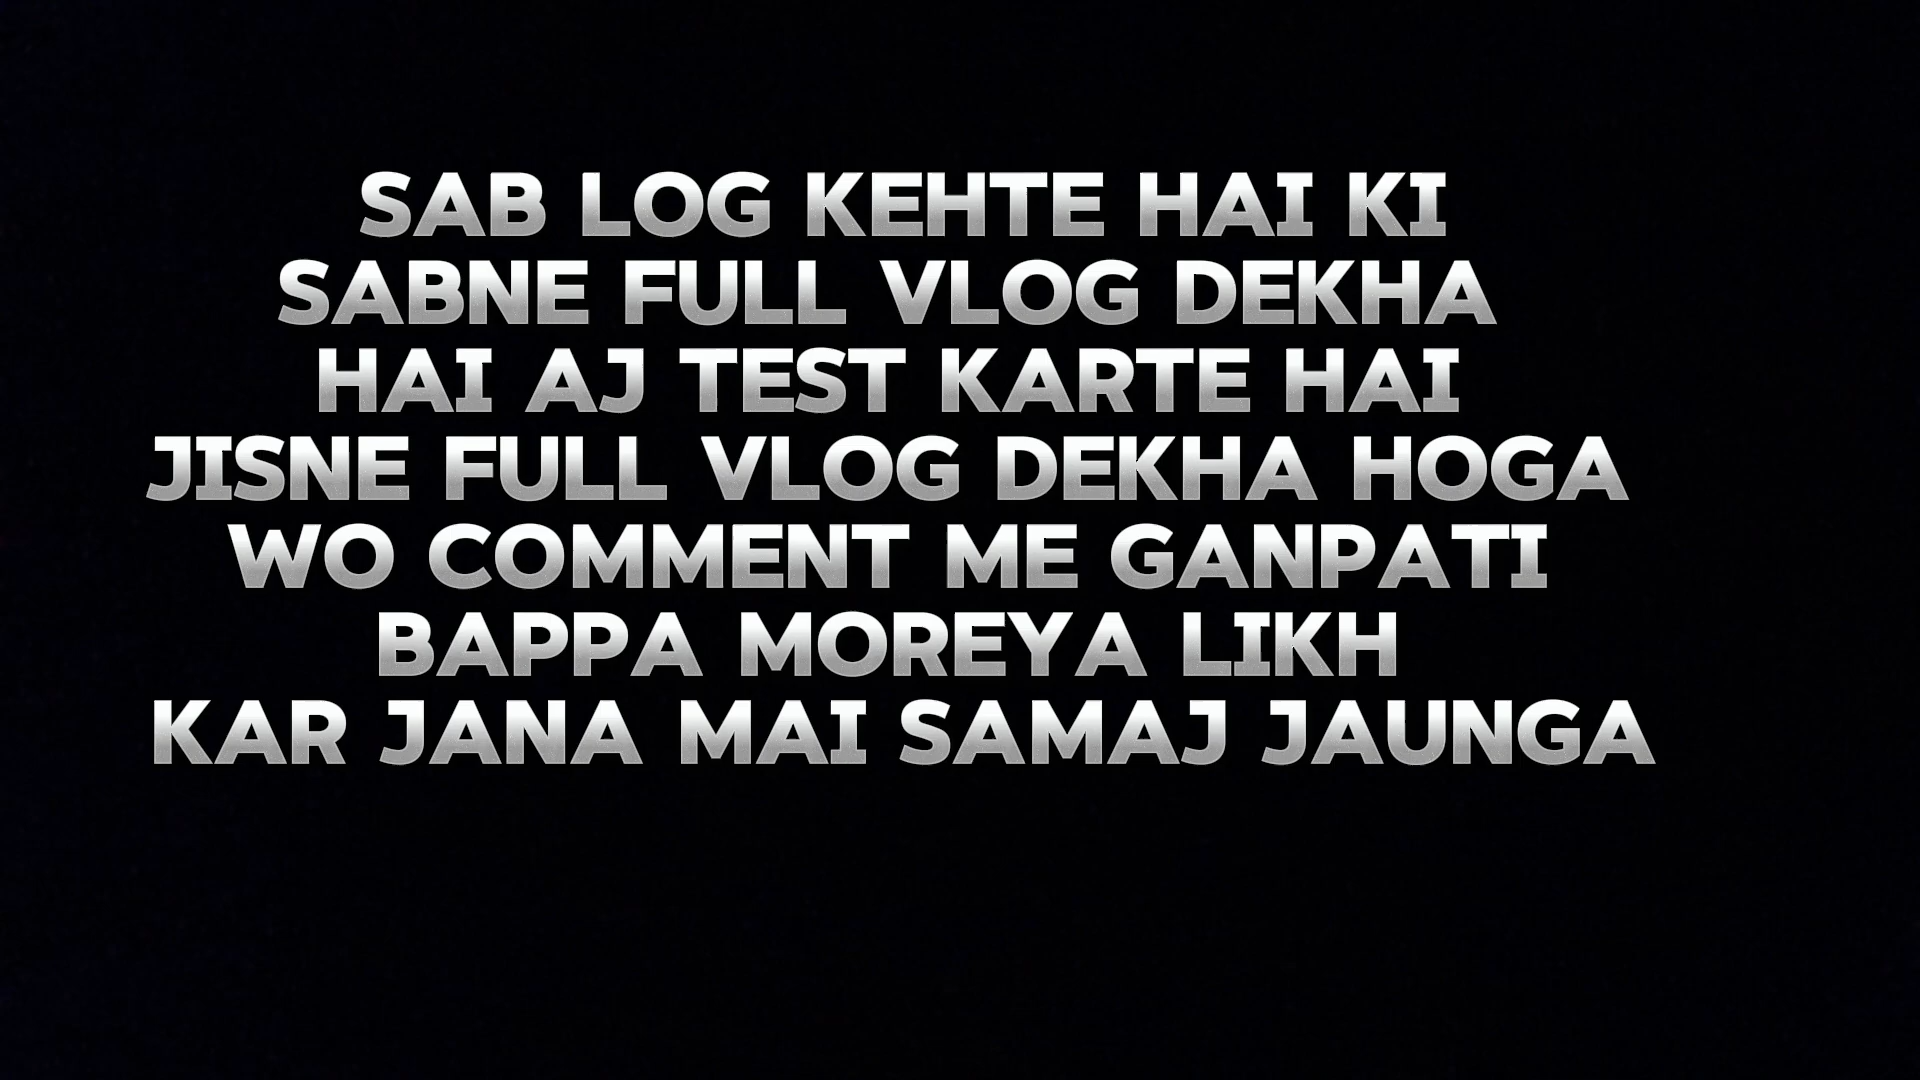 SAB LOG KEHTE HAI KI
SABNE FULL VLOG DEKHA
HAI AJ TEST KARTE HAI
JISNE FULL VLOG DEKHA HOGA
WO COMMENT ME GANPATI
BAPPA MOREYA LIKH
KAR JANA MAI SAMAJ JAUNGA